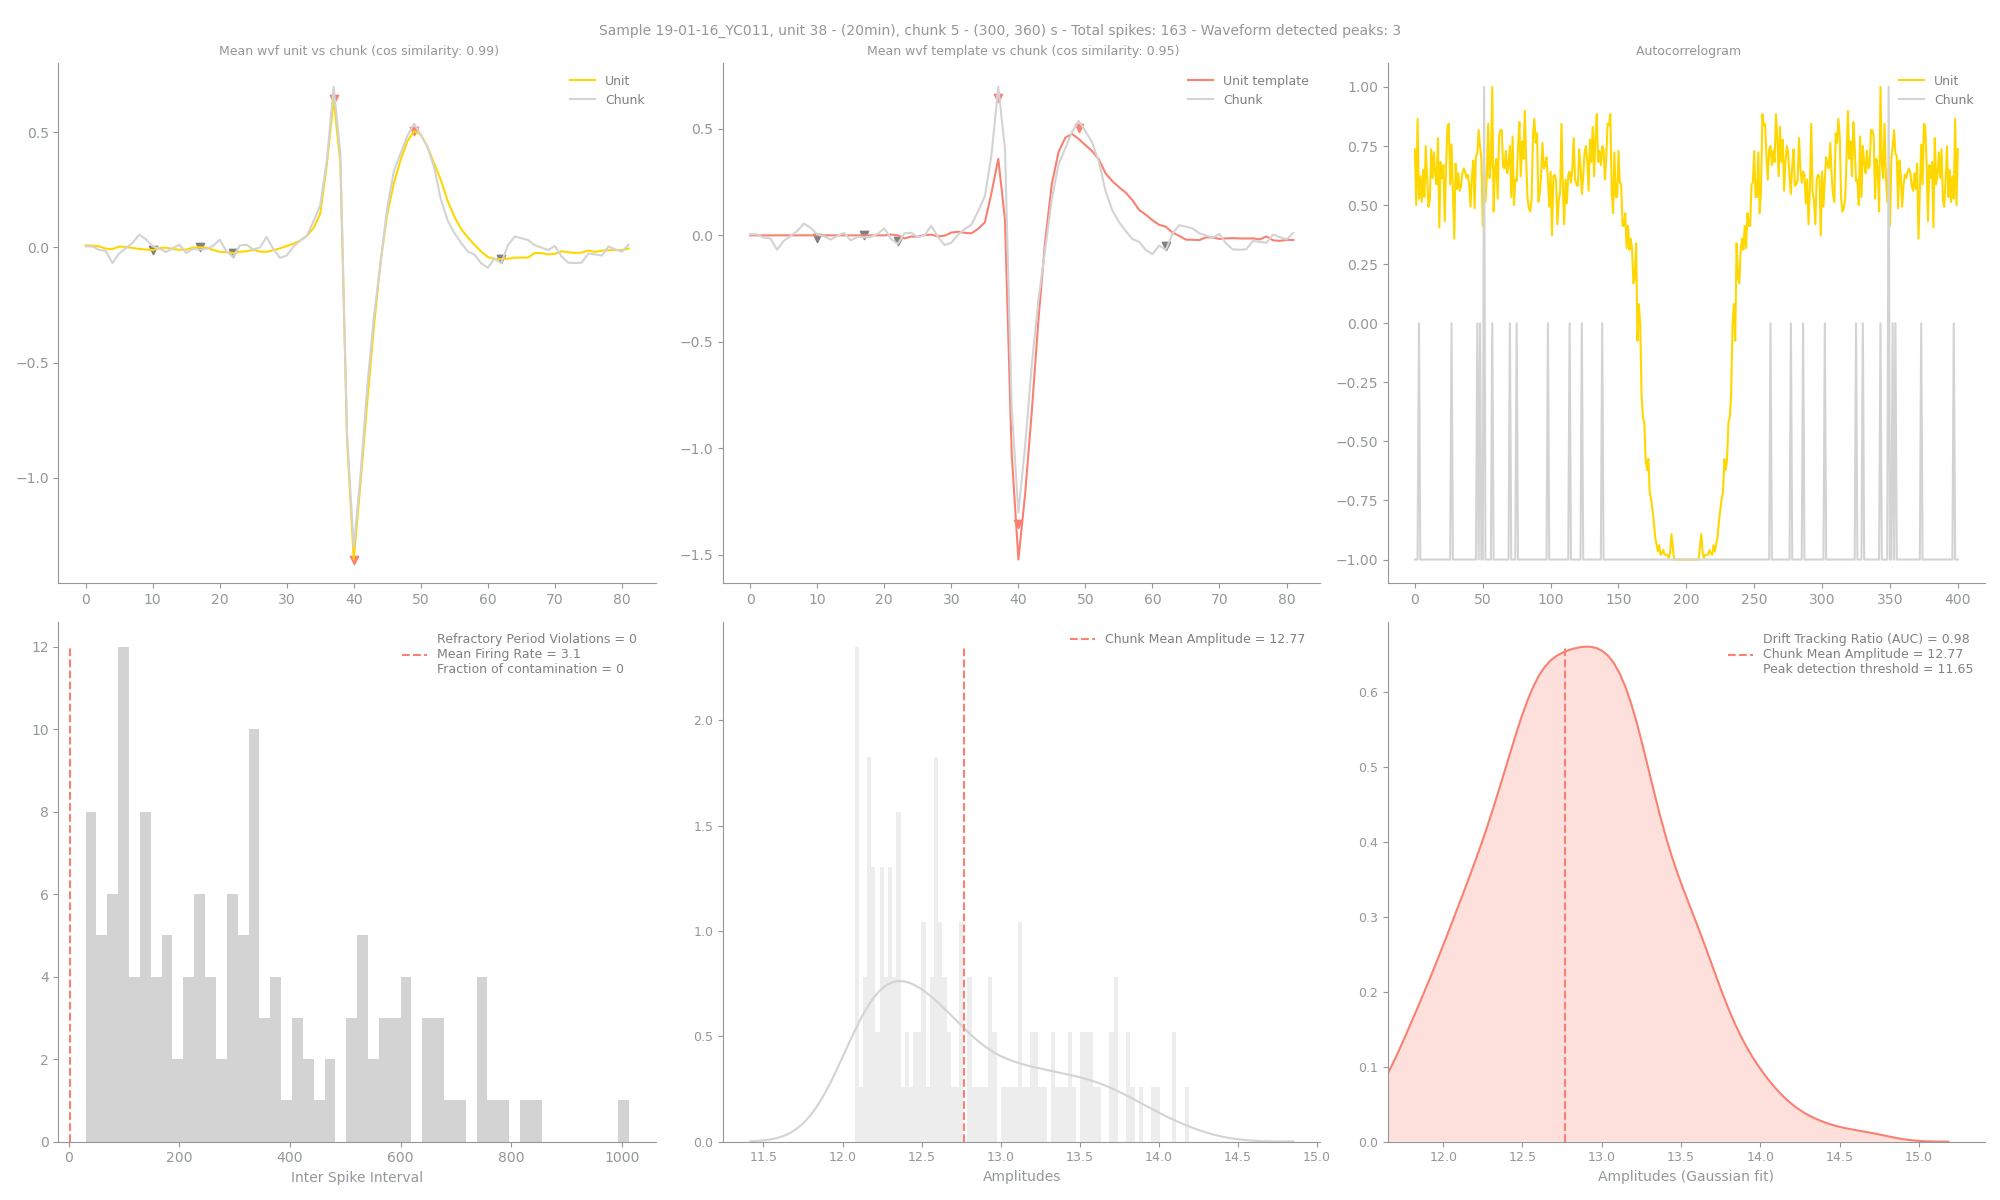 Sample 19-01-16_YC011, unit 38 - (20min), chunk 5 - (300, 360) s - Total spikes: 163 - Waveform detected peaks: 3
Mean wvf unit vs chunk (cos similarity: 0.99)
Unit
Chunk
0.5
0.0
−0.5
−1.0
0 10 20 30 40 50 60 70 80
Mean wvf template vs chunk (cos similarity: 0.95)
Unit template
Chunk
0.5
0.0
−0.5
−1.0
−1.5
0 10 20 30 40 50 60 70 80
Autocorrelogram
Unit
Chunk
1.00
0.75
0.50
0.25
0.00
−0.25
−0.50
−0.75
−1.00
0 50 100 150 200 250 300 350 400
Refractory Period Violations = 0
Mean Firing Rate = 3.1
Fraction of contamination = 0
12
10
8
6
4
2
0
0 200 400 600 800 1000
Inter Spike Interval
Chunk Mean Amplitude = 12.77
2.0
1.5
1.0
0.5
0.0
11.5 12.0 12.5 13.0 13.5 14.0 14.5 15.0
Amplitudes
Drift Tracking Ratio (AUC) = 0.98
Chunk Mean Amplitude = 12.77
Peak detection threshold = 11.65
0.6
0.5
0.4
0.3
0.2
0.1
0.0
12.0 12.5 13.0 13.5 14.0 14.5 15.0
Amplitudes (Gaussian fit)